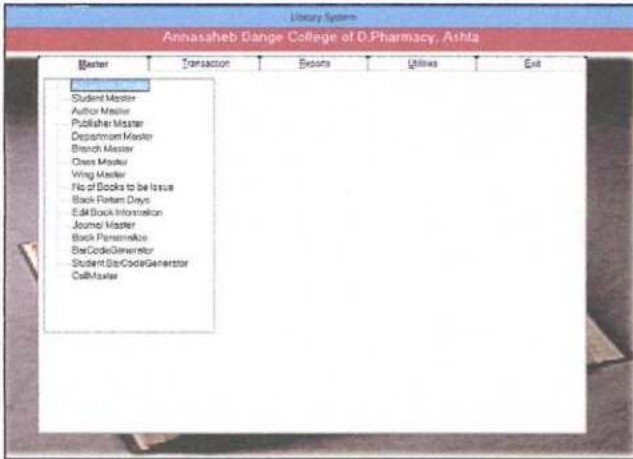 Library System
Annasaheb Dange College of D.Pharmacy, Ashta
Master Transaction Reports Utilities Exit
Student Master
Author Master
Publisher Master
Department Master
Branch Master
Class Master
Wing Master
No of Books to be Issue
Book Return Days
Edit Book Information
Journal Master
Book Personalize
BarCodeGenerator
Student BarCodeGenerator
CallMaster